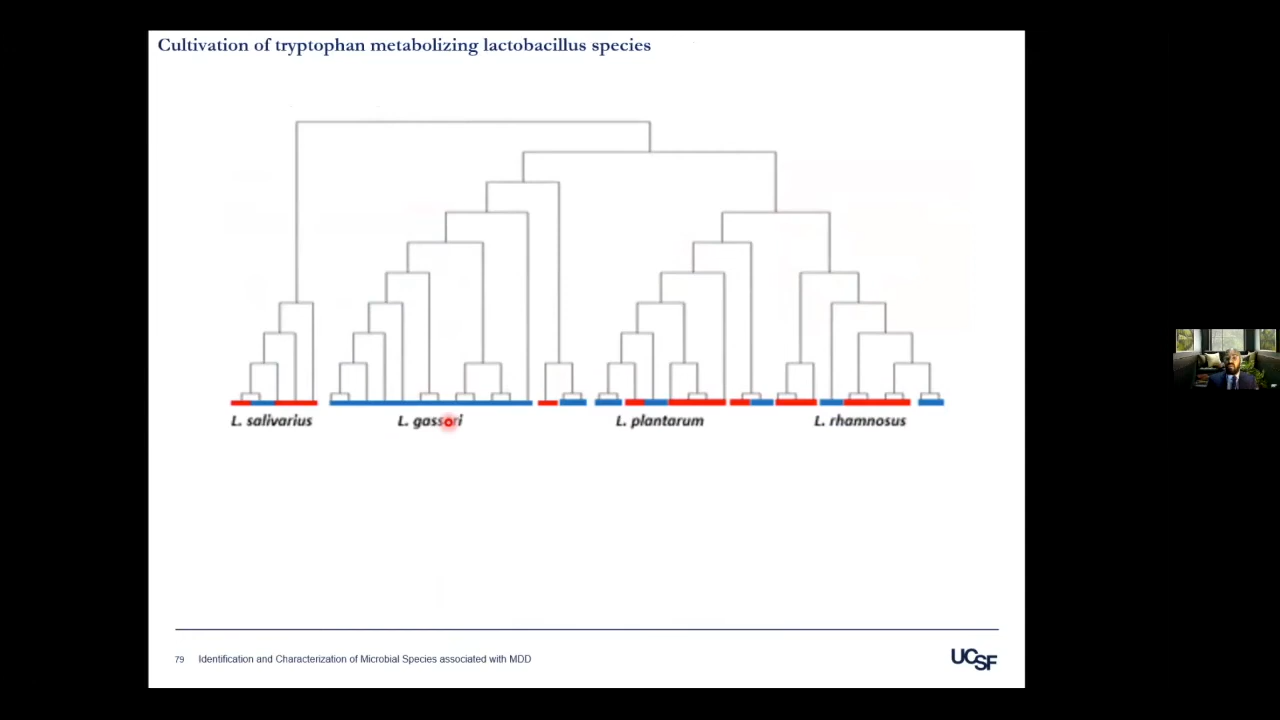 Cultivation of tryptophan metabolizing lactobacillus species
L. salivarius L. gasseri L. plantarum L. rhamnosus
79 Identification and Characterization of Microbial Species associated with MDD
UCSF